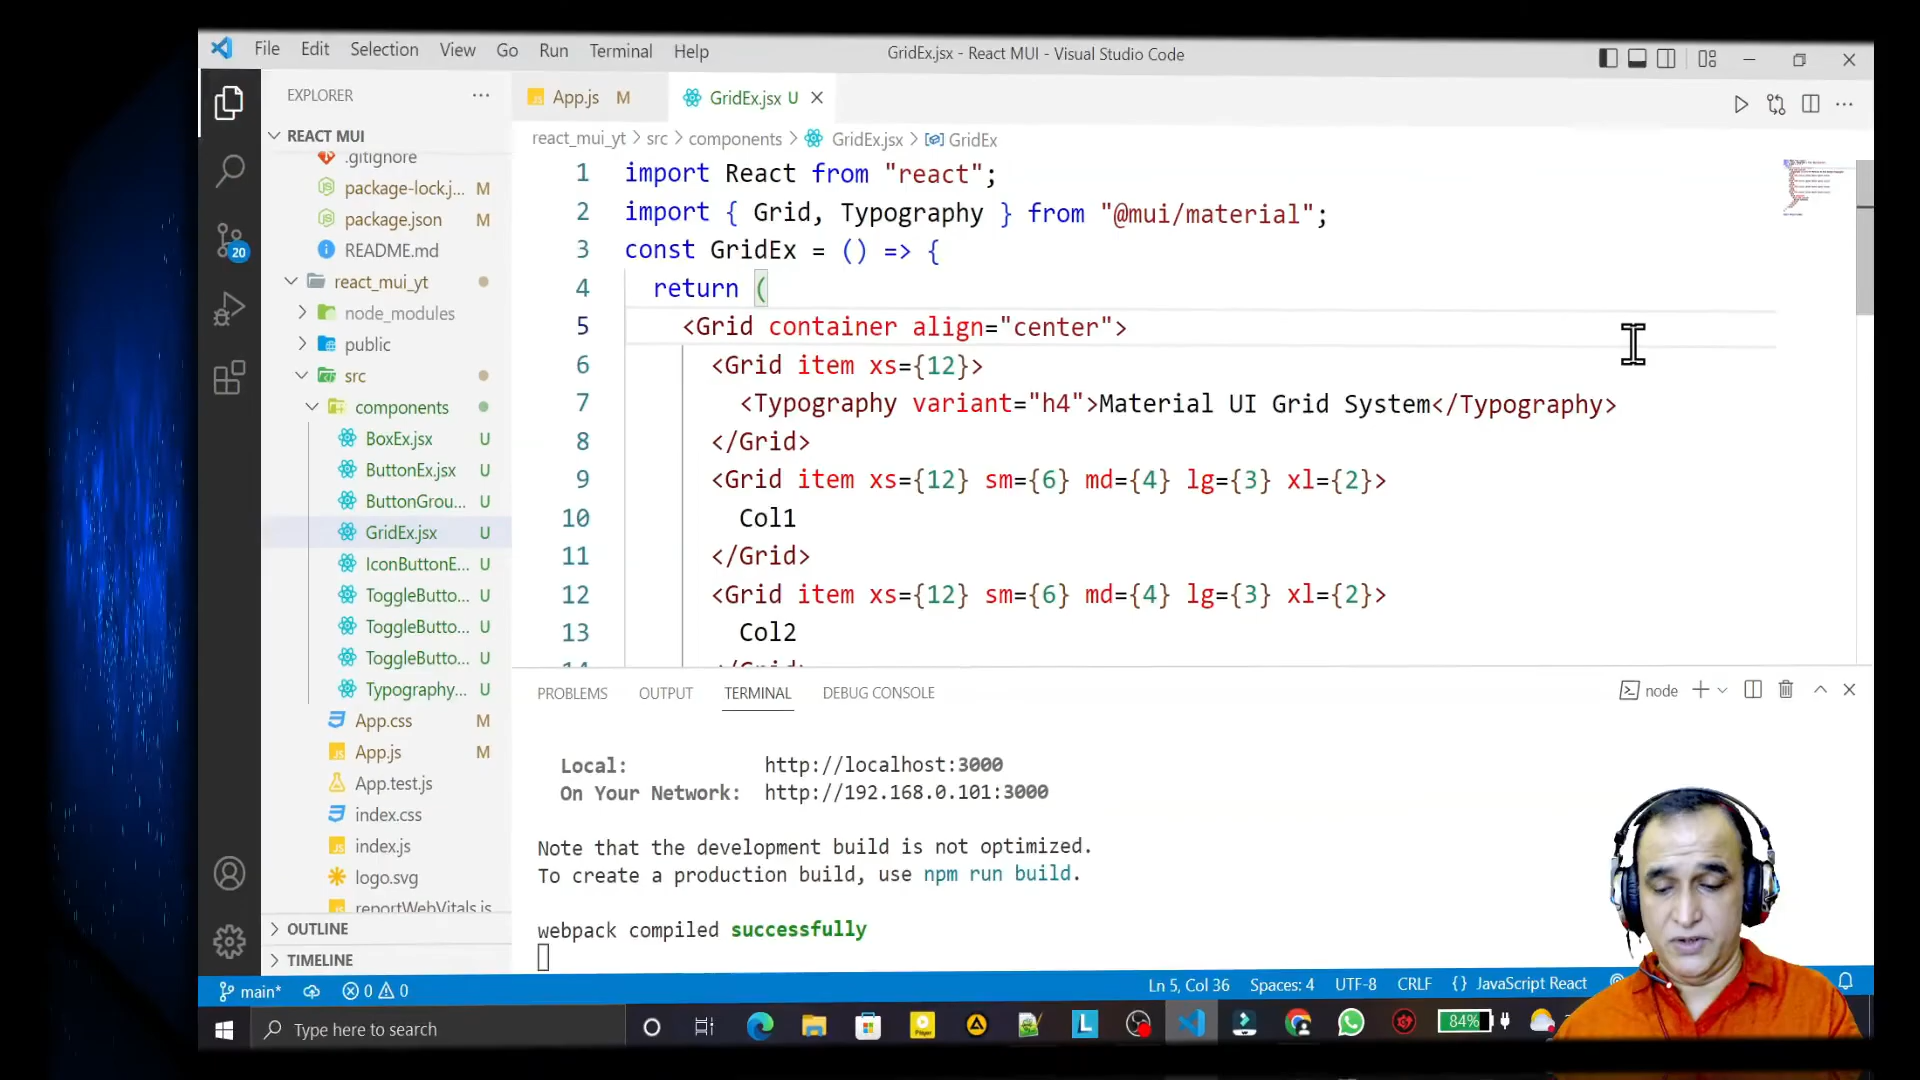 File Edit Selection View Go Run Terminal Help
GridEx.jsx - React MUI - Visual Studio Code
EXPLORER
App.js M
GridEx.jsx U
react_mui_yt > src > components > GridEx.jsx > GridEx
REACT MUI
.gitignore
package-lock.j... M
package.json M
README.md
react_mui_yt
node_modules
public
src
components
BoxEx.jsx U
ButtonEx.jsx U
ButtonGrou... U
GridEx.jsx U
IconButtonE... U
ToggleButto... U
ToggleButto... U
ToggleButto... U
Typography... U
App.css M
App.js M
App.test.js
index.css
index.js
logo.svg
reportWebVitals.js
OUTLINE
TIMELINE
20
1 import React from "react";
2 import { Grid, Typography } from "@mui/material";
3 const GridEx = () => {
4 return (
5 <Grid container align="center">
6 <Grid item xs={12}>
7 <Typography variant="h4">Material UI Grid System</Typography>
8 </Grid>
9 <Grid item xs={12} sm={6} md={4} lg={3} xl={2}>
10 Col1
11 </Grid>
12 <Grid item xs={12} sm={6} md={4} lg={3} xl={2}>
13 Col2
14 </Grid>
PROBLEMS OUTPUT TERMINAL DEBUG CONSOLE
node
Local: http://localhost:3000
On Your Network: http://192.168.0.101:3000
Note that the development build is not optimized.
To create a production build, use npm run build.
webpack compiled successfully
main* 0 0
Ln 5, Col 36 Spaces: 4 UTF-8 CRLF {} JavaScript React
Type here to search
84%